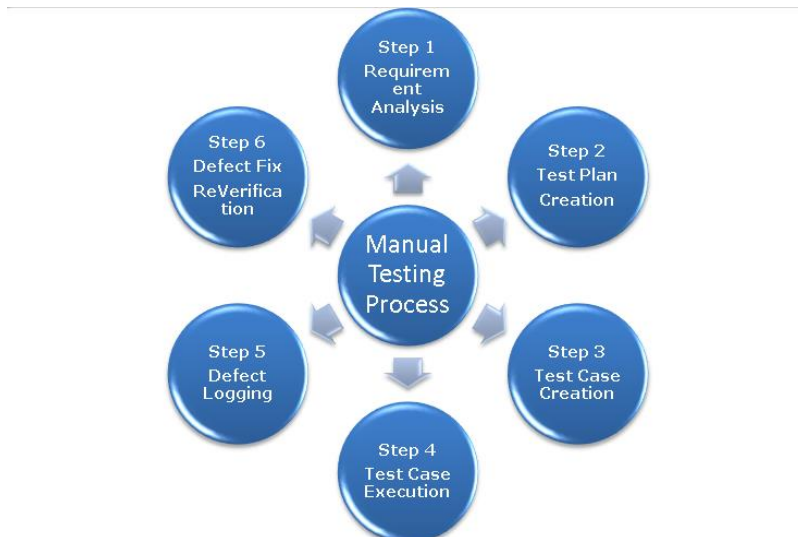 Step 1
Requirem
ent
Analysis
Step 2
Test Plan
Creation
Step 3
Test Case
Creation
Step 4
Test Case
Execution
Step 5
Defect
Logging
Step 6
Defect Fix
ReVerifica
tion
Manual
Testing
Process